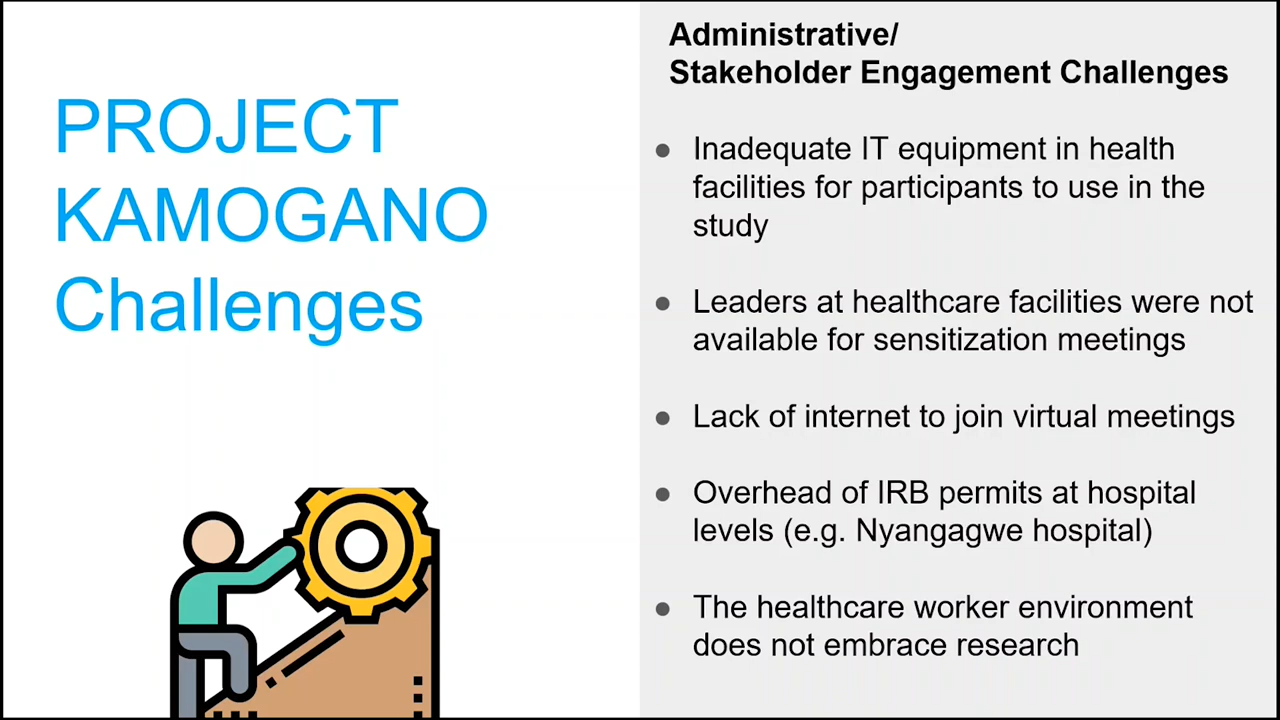 PROJECT
KAMOGANO
Challenges
Administrative/
Stakeholder Engagement Challenges
● Inadequate IT equipment in health
facilities for participants to use in the
study
● Leaders at healthcare facilities were not
available for sensitization meetings
● Lack of internet to join virtual meetings
● Overhead of IRB permits at hospital
levels (e.g. Nyangagwe hospital)
● The healthcare worker environment
does not embrace research